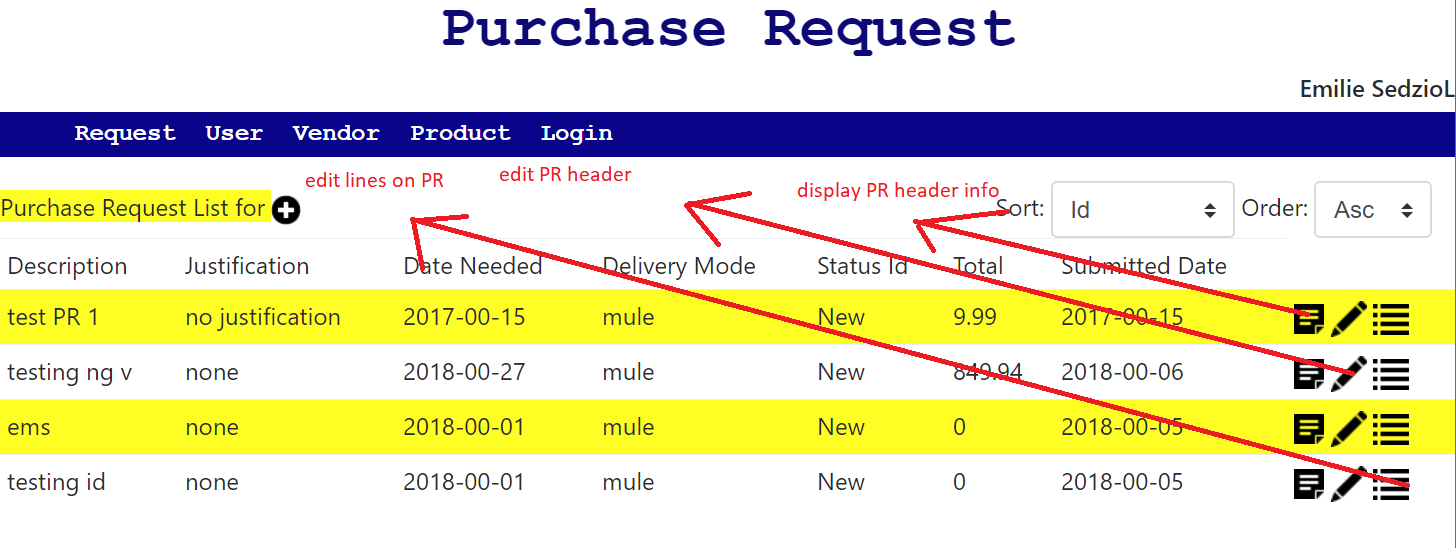 Purchase Request
Emilie SedzioL
Request User Vendor Product Login
edit lines on PR
edit PR header
display PR header info
Purchase Request List for
Sort: Id Order: Asc
Description Justification Date Needed Delivery Mode Status Id Total Submitted Date
test PR 1 no justification 2017-00-15 mule New 9.99 2017-00-15
testing ng v none 2018-00-27 mule New 849.94 2018-00-06
ems none 2018-00-01 mule New 0 2018-00-05
testing id none 2018-00-01 mule New 0 2018-00-05